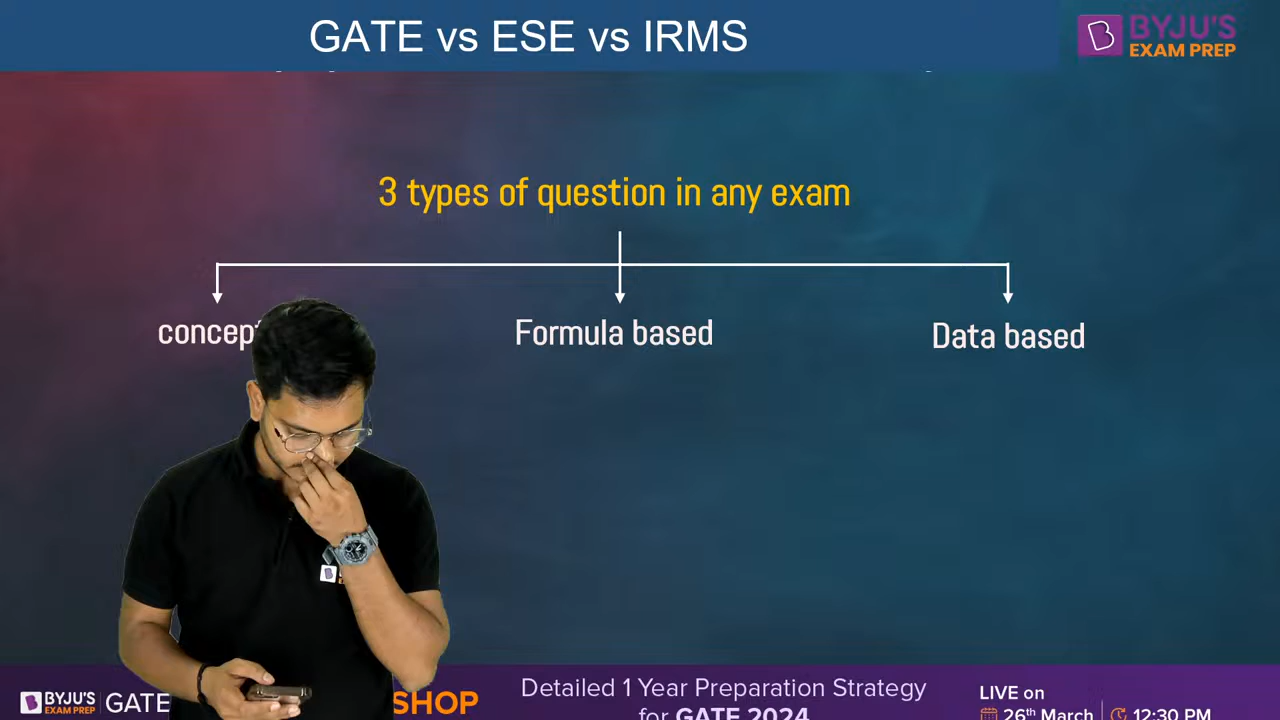 GATE vs ESE vs IRMS
BYJU'S
EXAM PREP
3 types of question in any exam
Formula based
Data based
BYJU'S
EXAM PREP
GATE
SHOP
Detailed 1 Year Preparation Strategy
for GATE 2024
LIVE on
26th March
12:30 PM